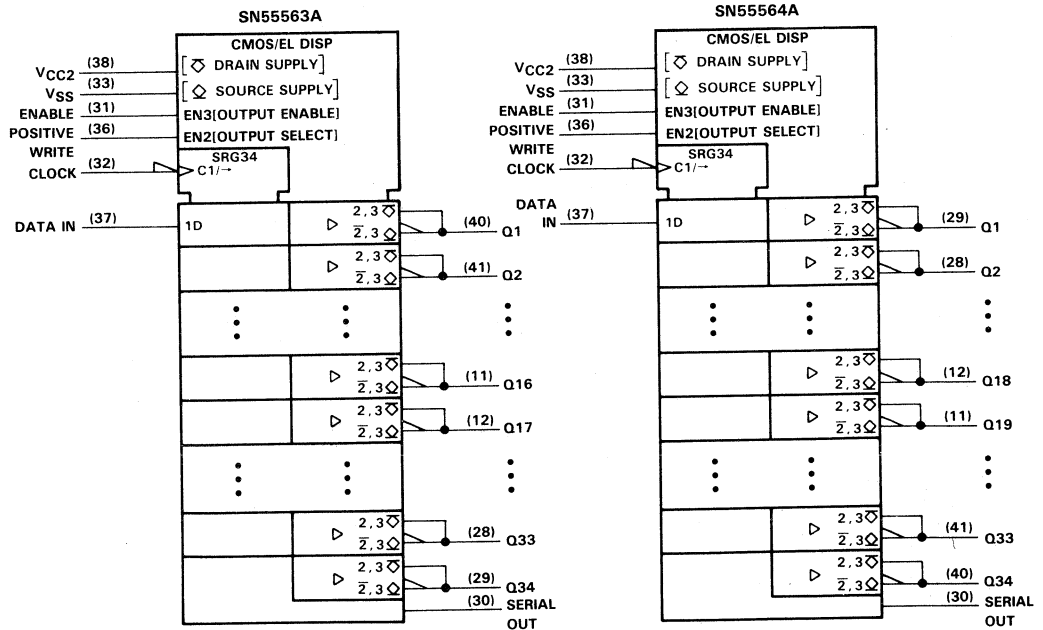 SN55563A
CMOS/EL DISP
VCC2 (38) [ DRAIN SUPPLY]
VSS (33) [ SOURCE SUPPLY]
ENABLE (31) EN3[OUTPUT ENABLE]
POSITIVE (36) EN2[OUTPUT SELECT]
WRITE
SRG34
CLOCK (32) C1/→
DATA IN (37) 1D
2,3
2,3 (40) Q1
2,3
2,3 (41) Q2
2,3
2,3 (11) Q16
2,3
2,3 (12) Q17
2,3
2,3 (28) Q33
2,3
2,3 (29) Q34
(30) SERIAL
OUT
SN55564A
CMOS/EL DISP
VCC2 (38) [ DRAIN SUPPLY]
VSS (33) [ SOURCE SUPPLY]
ENABLE (31) EN3[OUTPUT ENABLE]
POSITIVE (36) EN2[OUTPUT SELECT]
WRITE
SRG34
CLOCK (32) C1/→
DATA
IN (37) 1D
2,3
2,3 (29) Q1
2,3
2,3 (28) Q2
2,3
2,3 (12) Q18
2,3
2,3 (11) Q19
2,3
2,3 (41) Q33
2,3
2,3 (40) Q34
(30) SERIAL
OUT